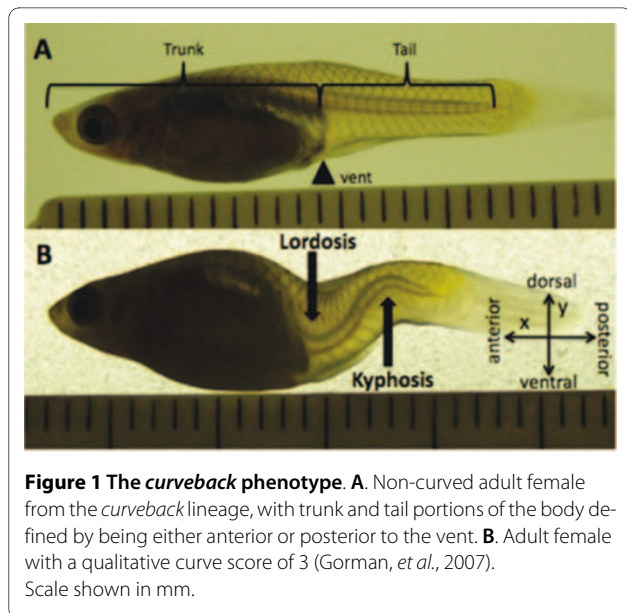 A
Trunk
Tail
vent
B
Lordosis
Kyphosis
dorsal
y
x
anterior
posterior
ventral
Figure 1 The curveback phenotype. A. Non-curved adult female
from the curveback lineage, with trunk and tail portions of the body de-
fined by being either anterior or posterior to the vent. B. Adult female
with a qualitative curve score of 3 (Gorman, et al., 2007).
Scale shown in mm.